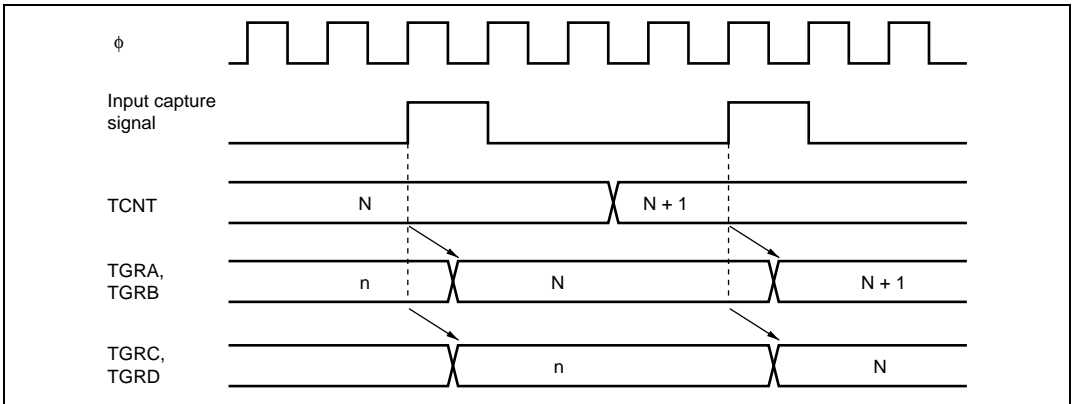 ϕ
Input capture
signal
TCNT
N
N + 1
TGRA,
TGRB
n
N
N + 1
TGRC,
TGRD
n
N